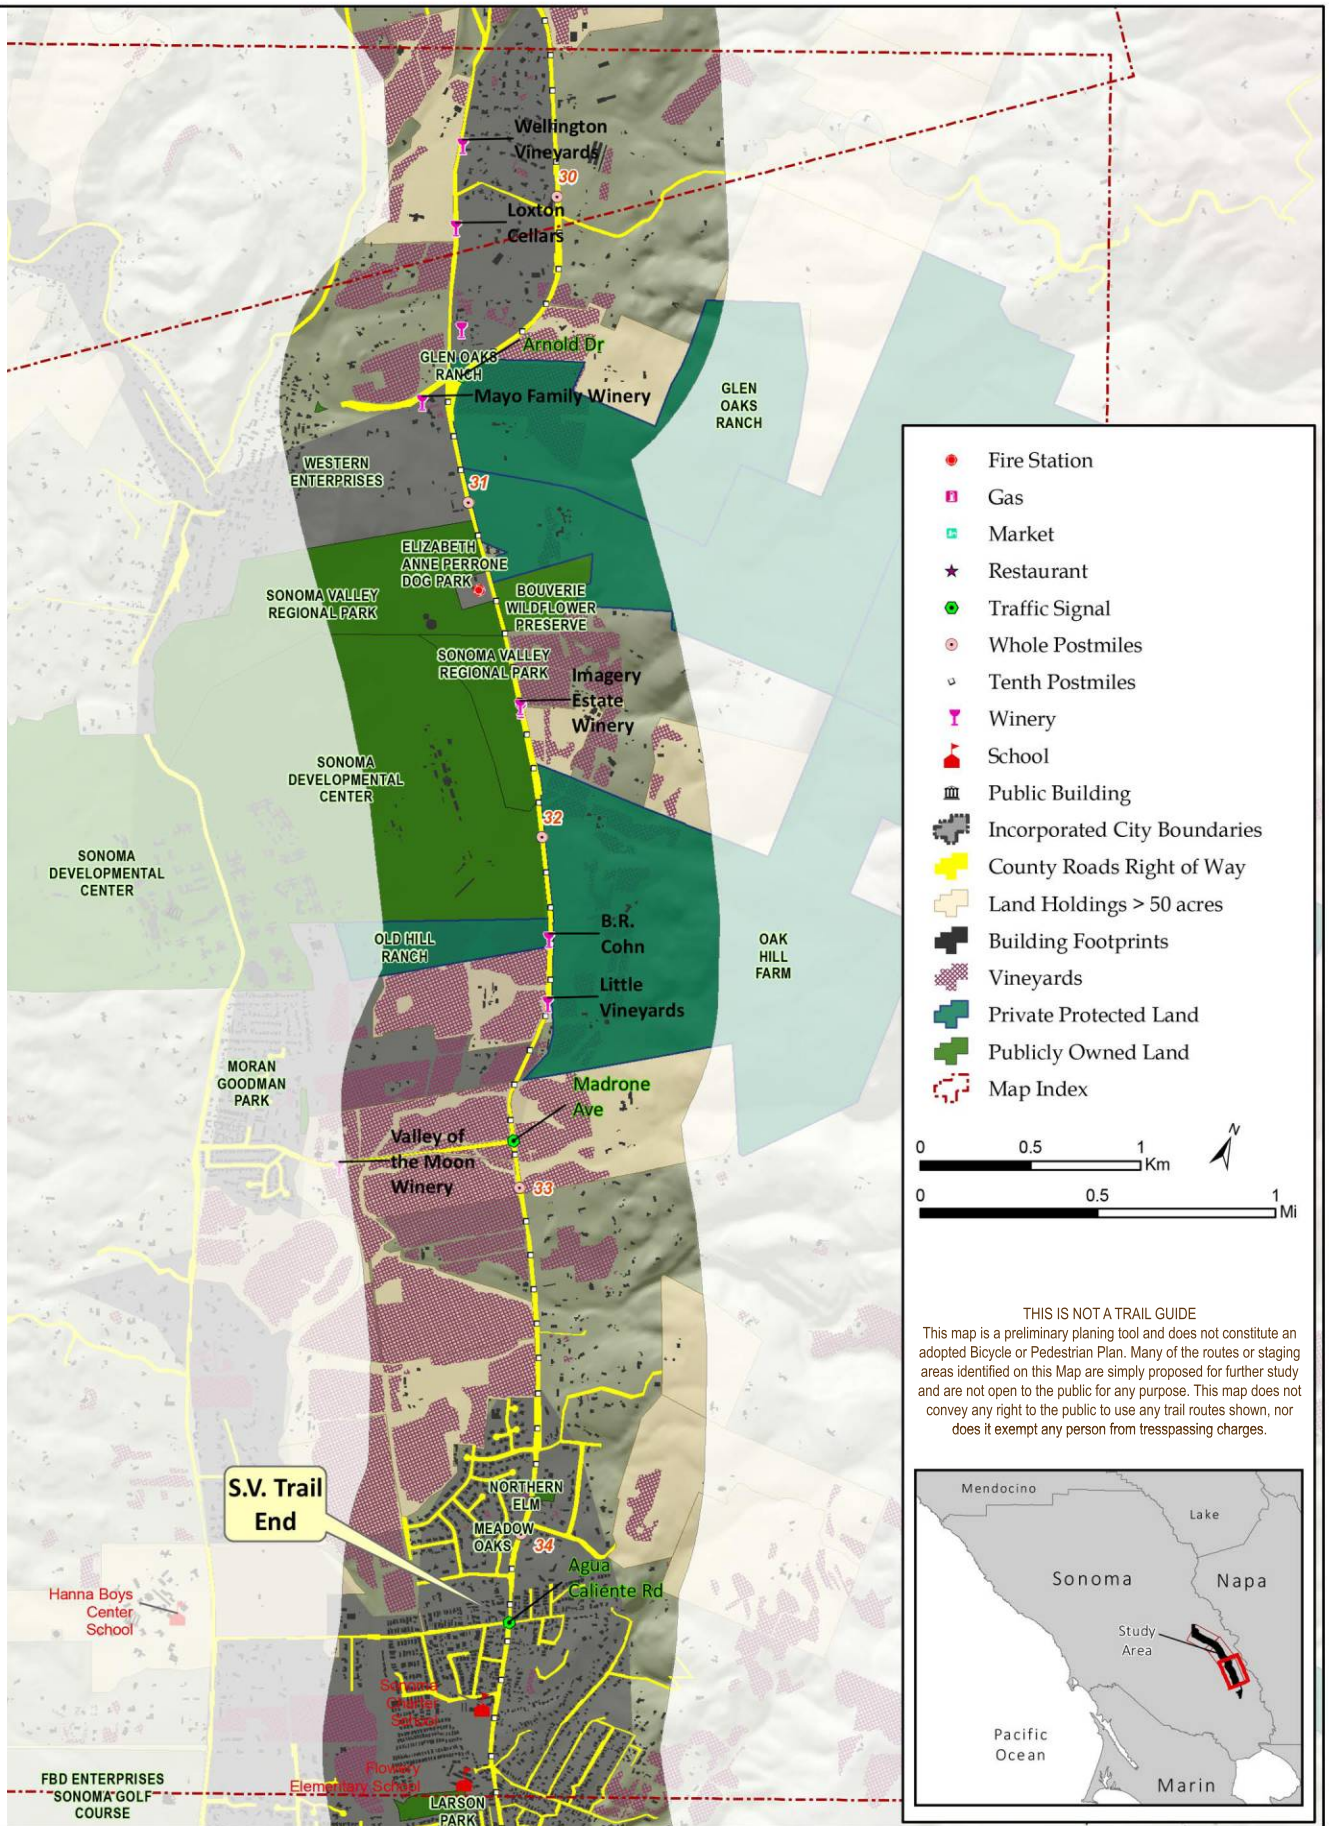 Wellington
Vineyards
30
Loxton
Cellars
Arnold Dr
GLEN OAKS
RANCH
Mayo Family Winery
GLEN
OAKS
RANCH
WESTERN
ENTERPRISES
31
ELIZABETH
ANNE PERRONE
DOG PARK
SONOMA VALLEY
REGIONAL PARK
BOUVERIE
WILDFLOWER
PRESERVE
SONOMA VALLEY
REGIONAL PARK
Imagery
Estate
Winery
SONOMA
DEVELOPMENTAL
CENTER
32
SONOMA
DEVELOPMENTAL
CENTER
B.R.
Cohn
OLD HILL
RANCH
OAK
HILL
FARM
Little
Vineyards
MORAN
GOODMAN
PARK
Madrone
Ave
Valley of
the Moon
Winery
33
S.V. Trail
End
NORTHERN
ELM
MEADOW
OAKS
34
Agua
Caliente Rd
Hanna Boys
Center
School
Sonoma
Charter
School
Flowery
Elementary School
FBD ENTERPRISES
SONOMA GOLF
COURSE
LARSON
PARK
Fire Station
Gas
Market
Restaurant
Traffic Signal
Whole Postmiles
Tenth Postmiles
Winery
School
Public Building
Incorporated City Boundaries
County Roads Right of Way
Land Holdings > 50 acres
Building Footprints
Vineyards
Private Protected Land
Publicly Owned Land
Map Index
N
0 0.5 1
Km
0 0.5 1
Mi
THIS IS NOT A TRAIL GUIDE
This map is a preliminary planing tool and does not constitute an
adopted Bicycle or Pedestrian Plan. Many of the routes or staging
areas identified on this Map are simply proposed for further study
and are not open to the public for any purpose. This map does not
convey any right to the public to use any trail routes shown, nor
does it exempt any person from tresspassing charges.
Mendocino
Lake
Sonoma
Napa
Study
Area
Pacific
Ocean
Marin